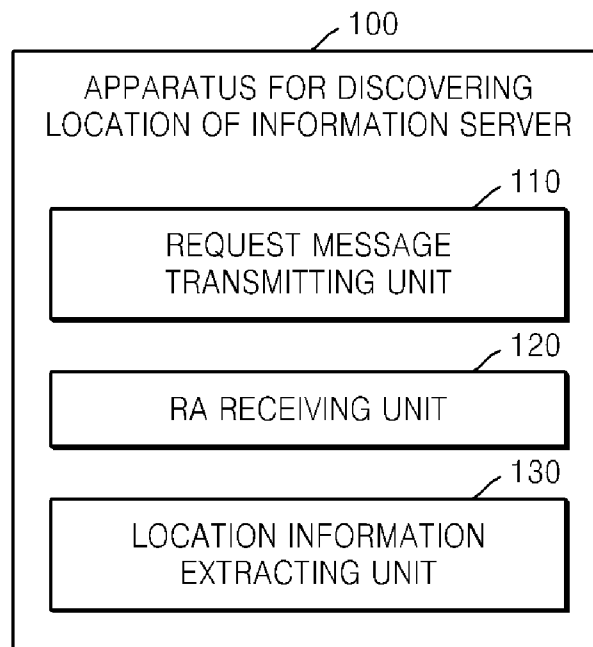 100
APPARATUS FOR DISCOVERING
LOCATION OF INFORMATION SERVER
110
REQUEST MESSAGE
TRANSMITTING UNIT
120
RA RECEIVING UNIT
130
LOCATION INFORMATION
EXTRACTING UNIT